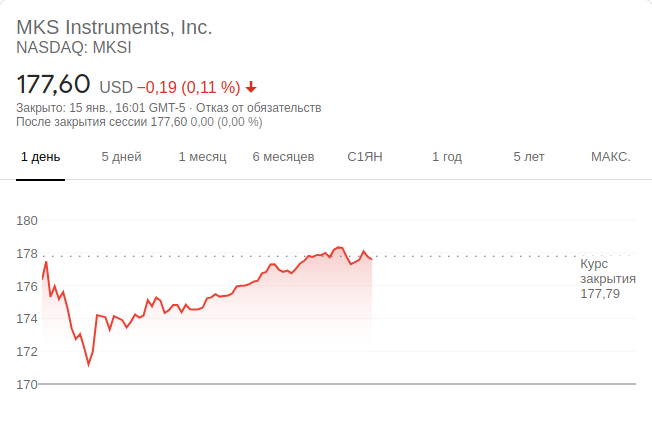 MKS Instruments, Inc.
NASDAQ: MKSI
177,60 USD −0,19 (0,11 %)
Закрыто: 15 янв., 16:01 GMT-5 · Отказ от обязательств
После закрытия сессии 177,60 0,00 (0,00 %)
1 день 5 дней 1 месяц 6 месяцев С1ЯН 1 год 5 лет МАКС.
180
178
Курс
закрытия
177,79
176
174
172
170